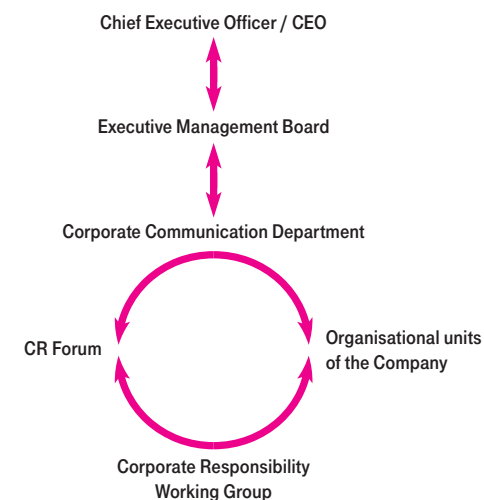 Chief Executive Officer / CEO
Executive Management Board
Corporate Communication Department
CR Forum
Organisational units
of the Company
Corporate Responsibility
Working Group